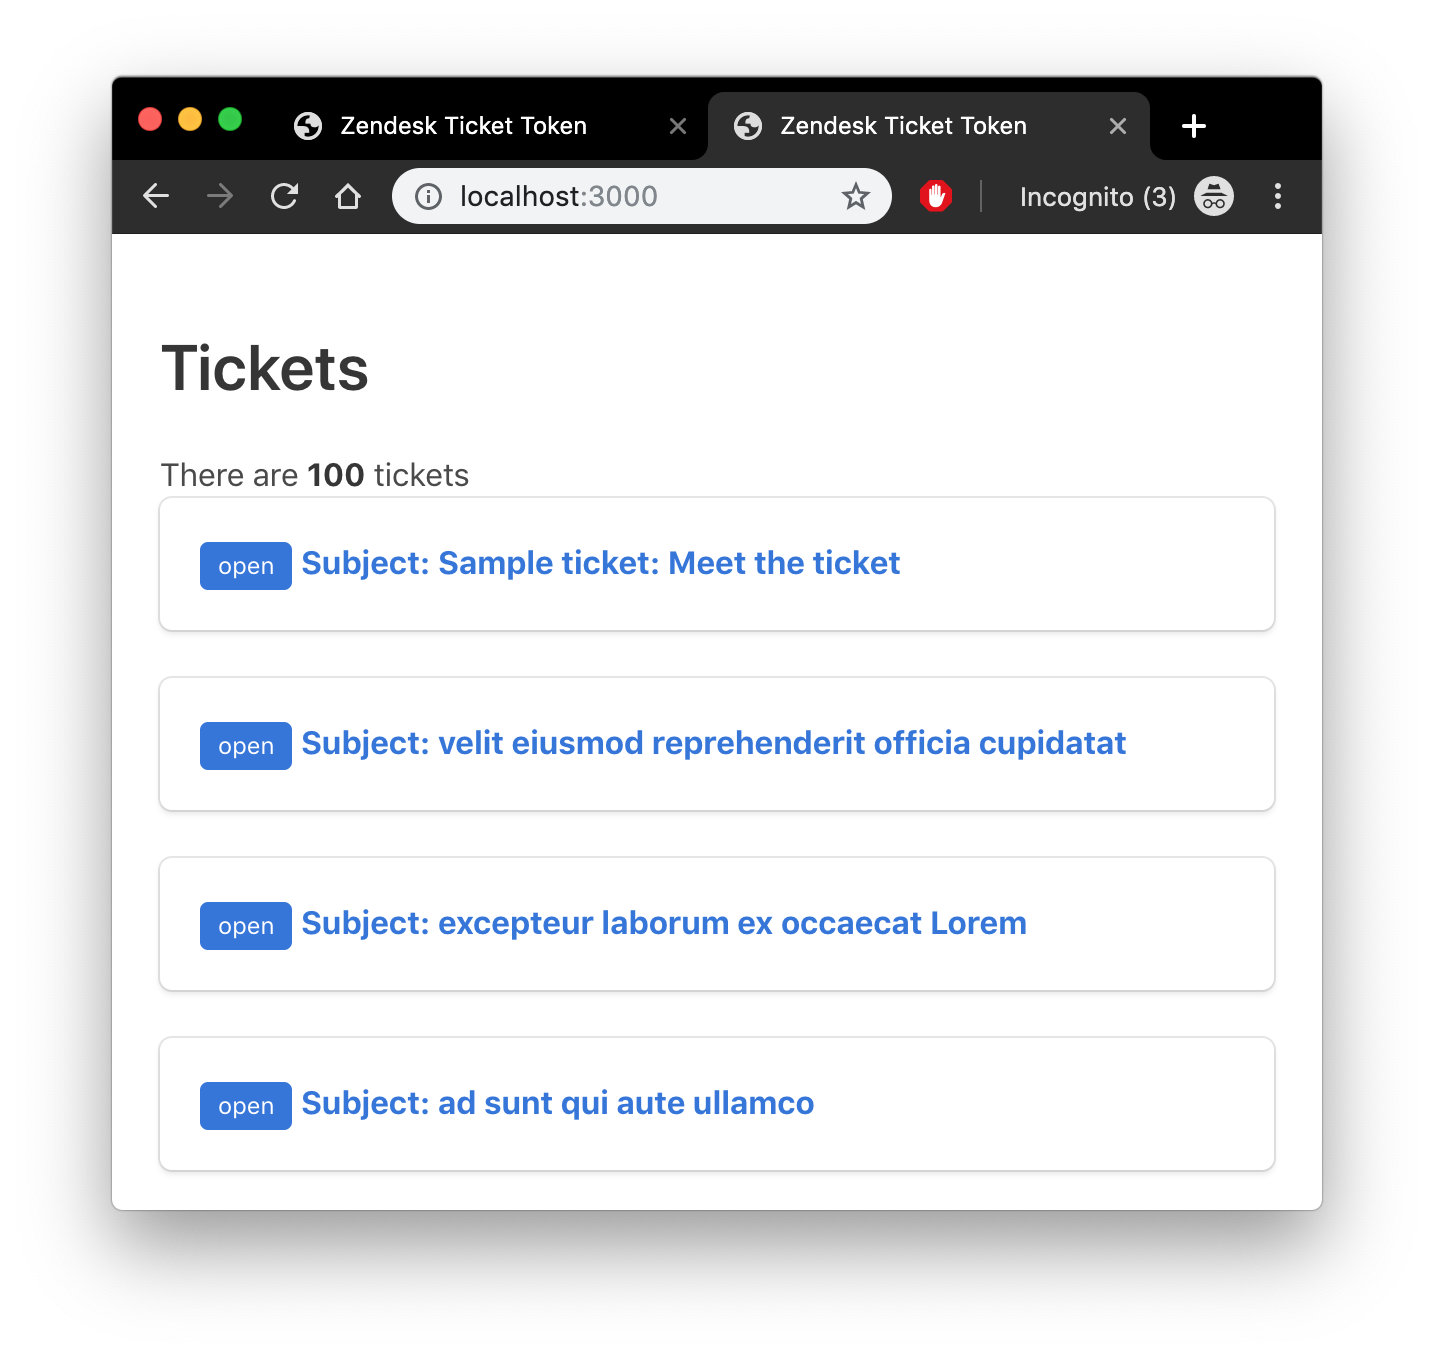 Zendesk Ticket Token
Zendesk Ticket Token
localhost:3000
Incognito (3)
Tickets
There are 100 tickets
open Subject: Sample ticket: Meet the ticket
open Subject: velit eiusmod reprehenderit officia cupidatat
open Subject: excepteur laborum ex occaecat Lorem
open Subject: ad sunt qui aute ullamco